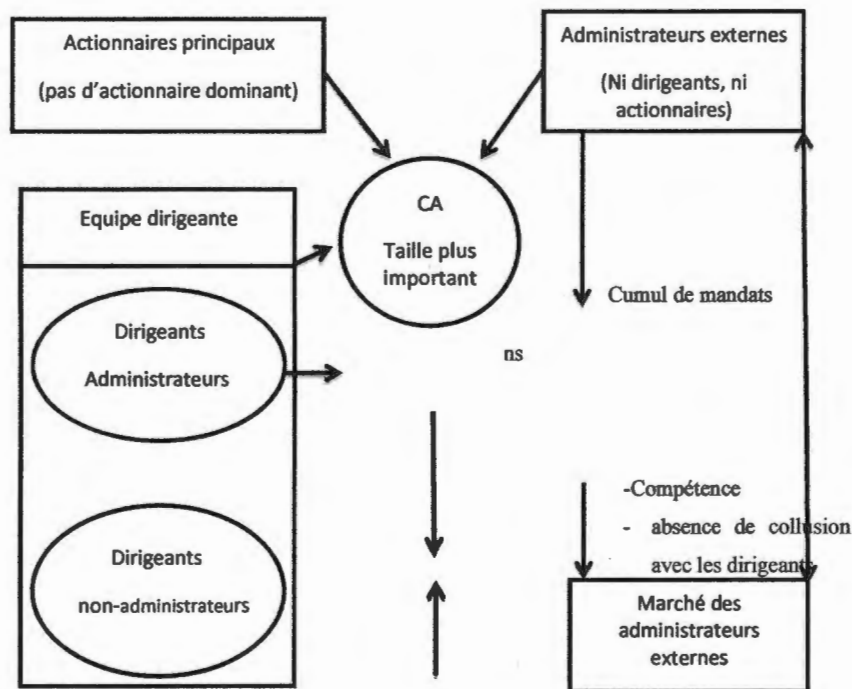 Actionnaires principaux
(pas d'actionnaire dominant)
Administrateurs externes
(Ni dirigeants, ni
actionnaires)
CA
Taille plus
important
Equipe dirigeante
Dirigeants
Administrateurs
Cumul de mandats
ns
-Compétence
- absence de collusion
avec les dirigeants
Dirigeants
non-administrateurs
Marché des
administrateurs
externes